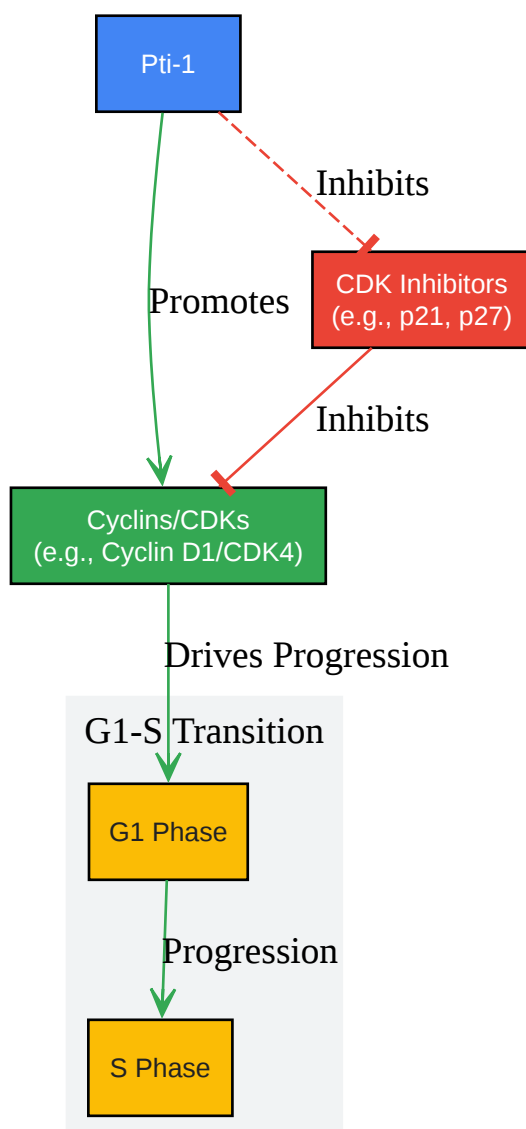 Pti-1
Inhibits
CDK Inhibitors
(e.g., p21, p27)
Promotes
Inhibits
Cyclins/CDKs
(e.g., Cyclin D1/CDK4)
Drives Progression
G1-S Transition
G1 Phase
Progression
S Phase